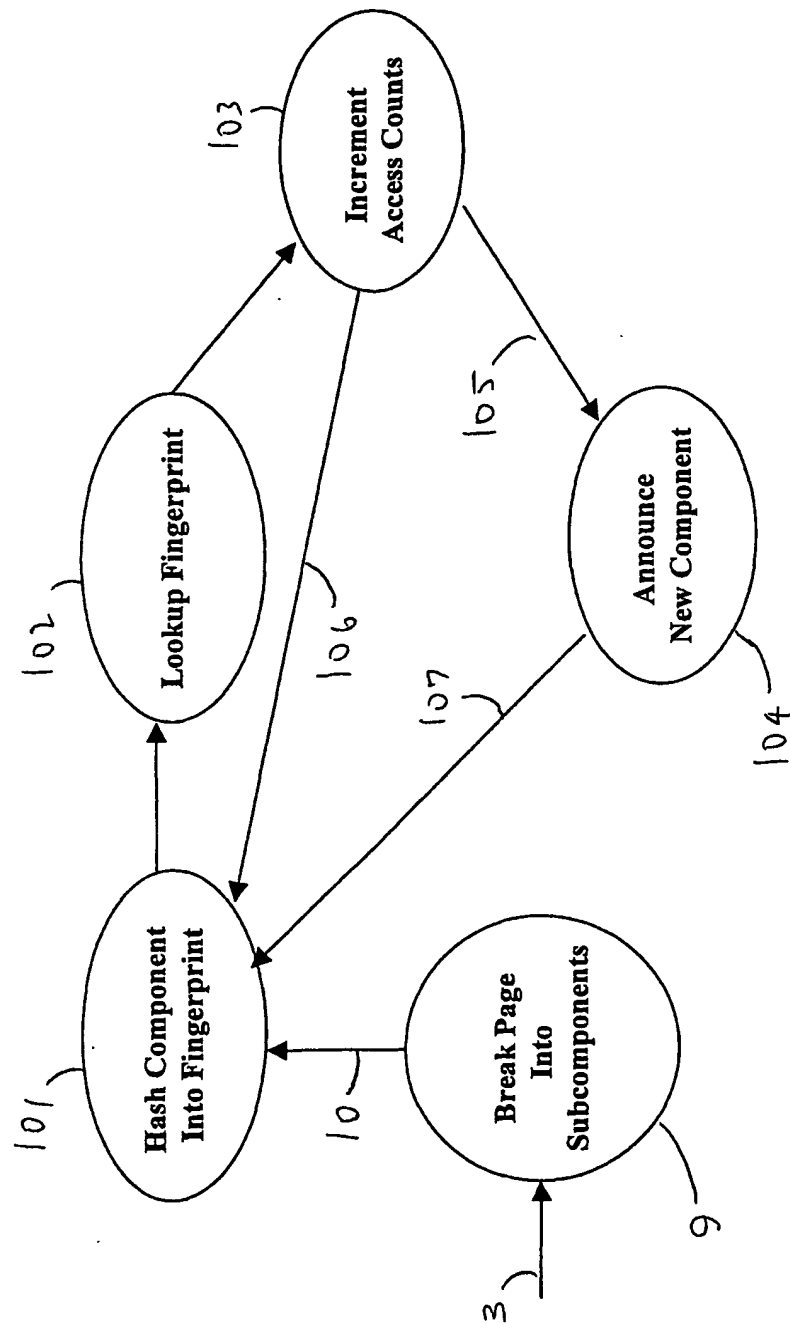 101
Hash Component
Into Fingerprint
102
Lookup Fingerprint
103
Increment
Access Counts
10
106
107
105
3
Break Page
Into
Subcomponents
9
Announce
New Component
104